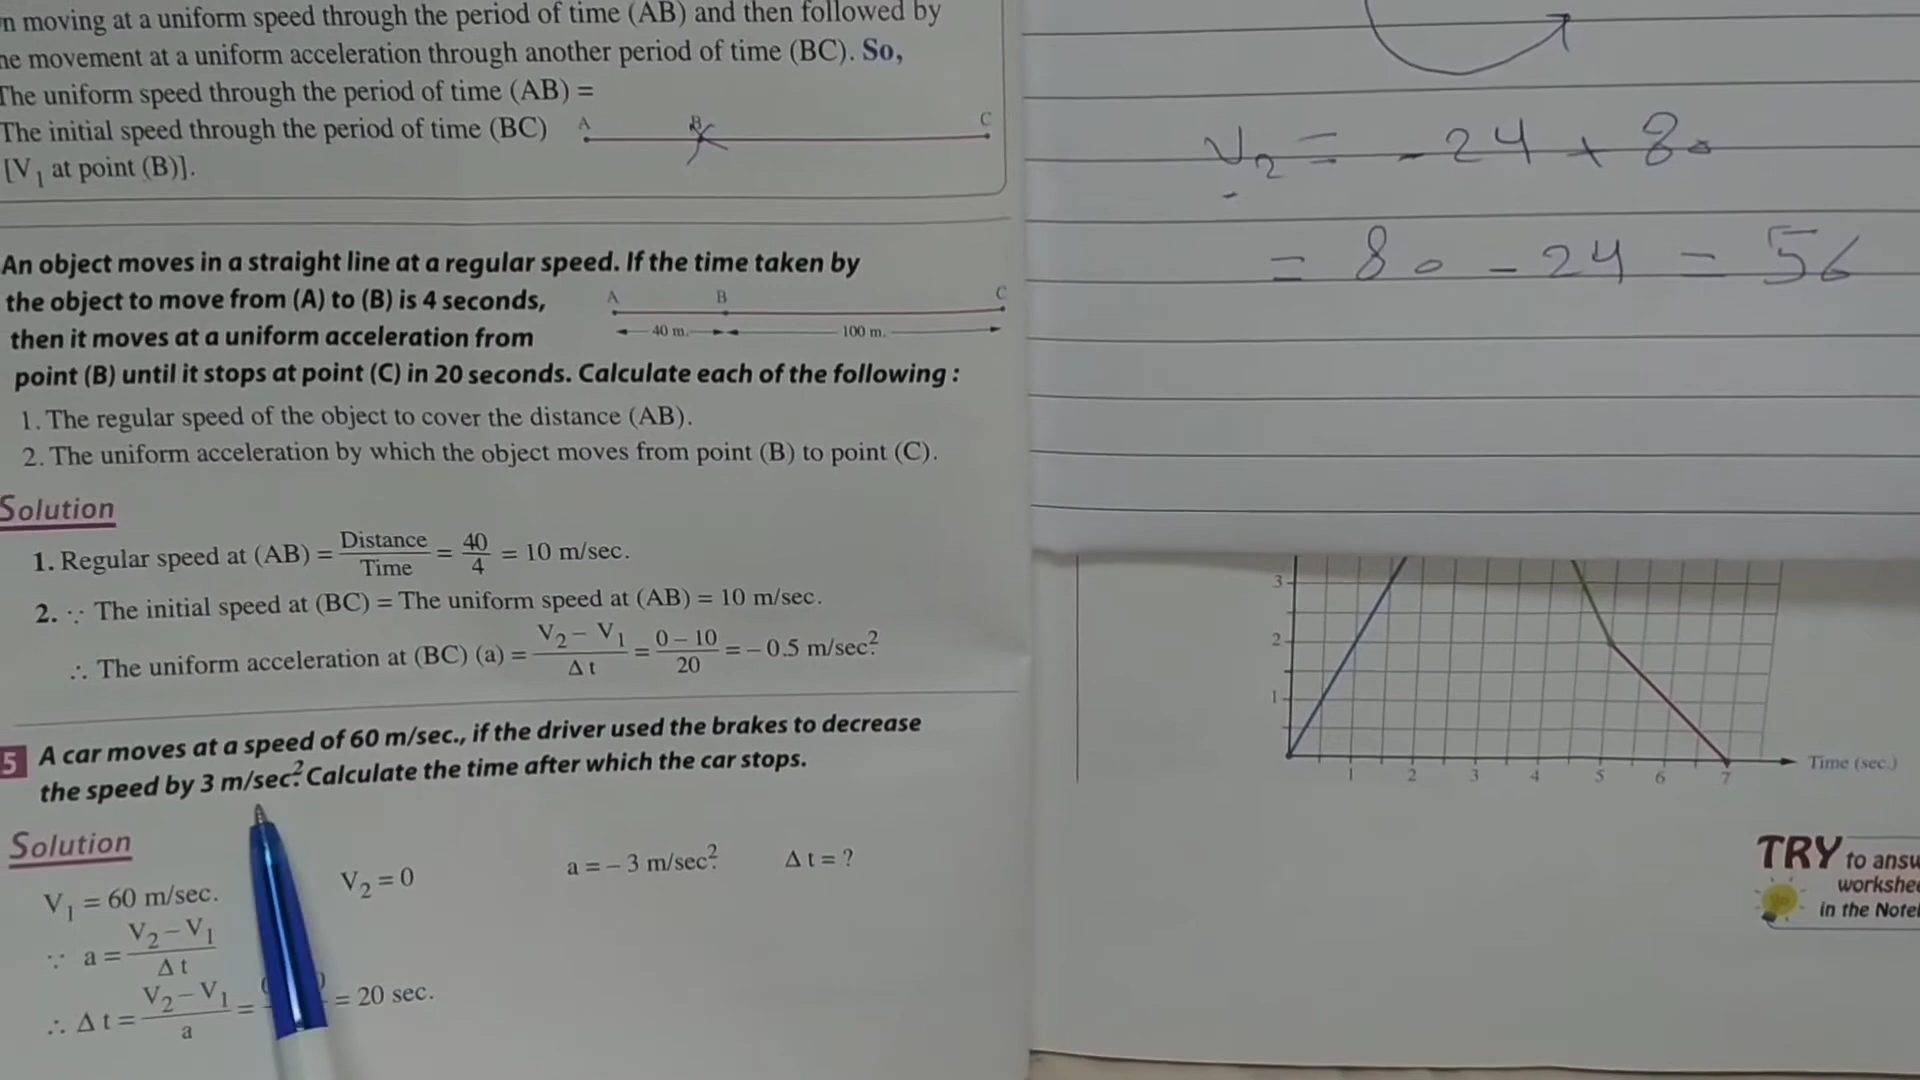 n moving at a uniform speed through the period of time (AB) and then followed by
ne movement at a uniform acceleration through another period of time (BC). So,
The uniform speed through the period of time (AB) =
The initial speed through the period of time (BC)
[V₁ at point (B)].
A B C
An object moves in a straight line at a regular speed. If the time taken by
the object to move from (A) to (B) is 4 seconds,
then it moves at a uniform acceleration from
point (B) until it stops at point (C) in 20 seconds. Calculate each of the following :
A B C
40 m. 100 m.
1. The regular speed of the object to cover the distance (AB).
2. The uniform acceleration by which the object moves from point (B) to point (C).
Solution
1. Regular speed at (AB) = Distance/Time = 40/4 = 10 m/sec.
2. ∵ The initial speed at (BC) = The uniform speed at (AB) = 10 m/sec.
∴ The uniform acceleration at (BC) (a) = V₂ – V₁/Δt = 0 – 10/20 = – 0.5 m/sec².
5 A car moves at a speed of 60 m/sec., if the driver used the brakes to decrease
the speed by 3 m/sec². Calculate the time after which the car stops.
Solution
V₁ = 60 m/sec. V₂ = 0 a = – 3 m/sec². Δt = ?
∵ a = V₂ – V₁/Δt
∴ Δt = V₂ – V₁/a = = 20 sec.
V₂ = - 24 + 80
= 80 - 24 = 56
3
2
1
1 2 3 4 5 6 7 Time (sec.)
TRY to answ
workshee
in the Note